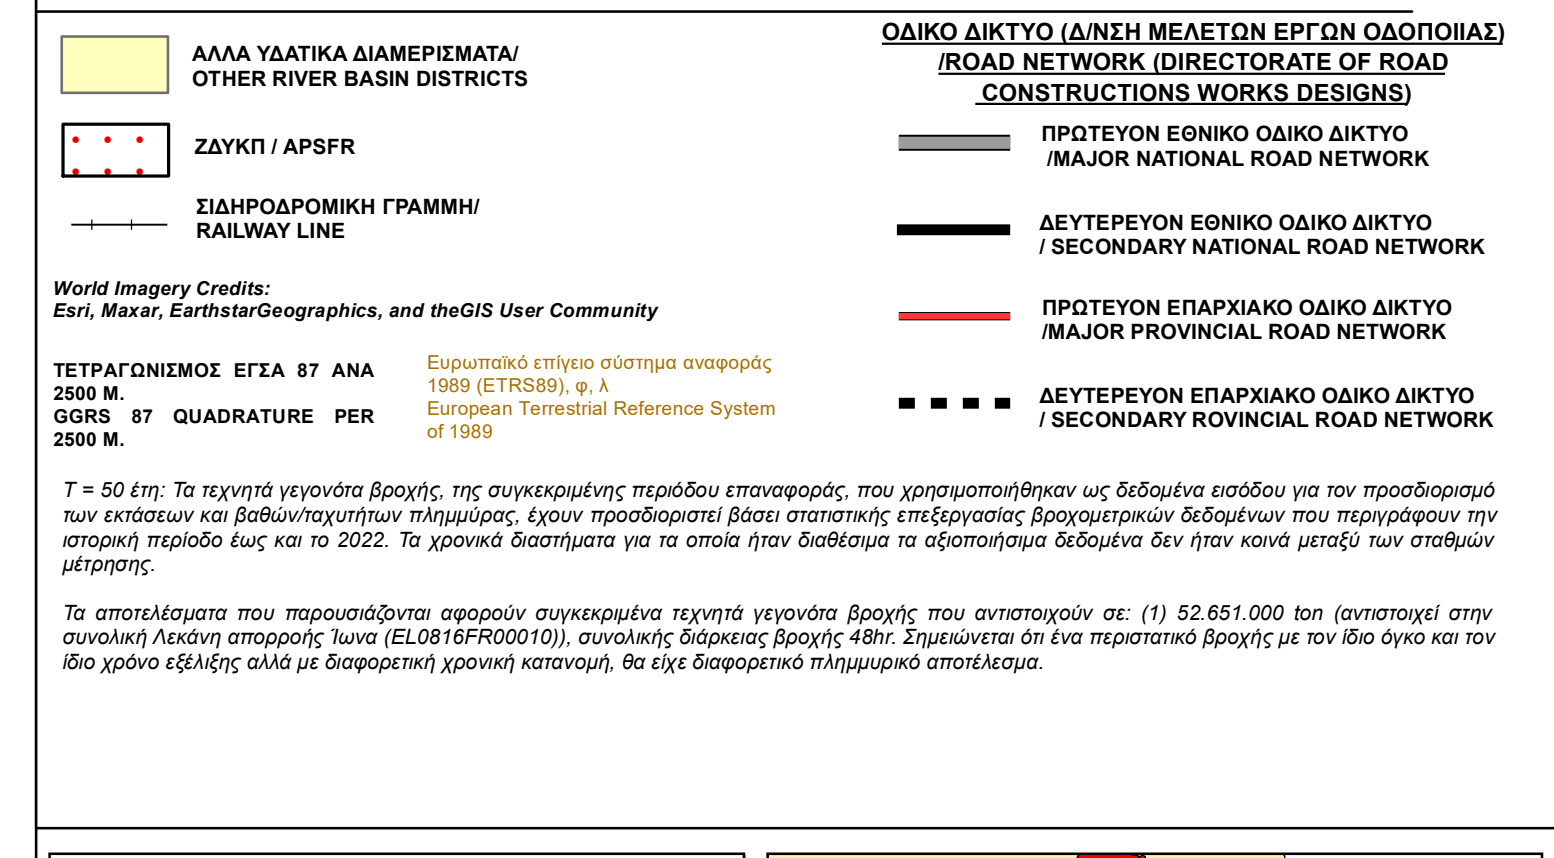 ΑΛΛΑ ΥΔΑΤΙΚΑ ΔΙΑΜΕΡΙΣΜΑΤΑ/
OTHER RIVER BASIN DISTRICTS
ΖΔΥΚΠ / APSFR
ΣΙΔΗΡΟΔΡΟΜΙΚΗ ΓΡΑΜΜΗ/
RAILWAY LINE
World Imagery Credits:
Esri, Maxar, EarthstarGeographics, and theGIS User Community
ΤΕΤΡΑΓΩΝΙΣΜΟΣ ΕΓΣΑ 87 ΑΝΑ
2500 Μ.
GGRS 87 QUADRATURE PER
2500 M.
Ευρωπαϊκό επίγειο σύστημα αναφοράς
1989 (ETRS89), φ, λ
European Terrestrial Reference System
of 1989
ΟΔΙΚΟ ΔΙΚΤΥΟ (Δ/ΝΣΗ ΜΕΛΕΤΩΝ ΕΡΓΩΝ ΟΔΟΠΟΙΙΑΣ)
/ROAD NETWORK (DIRECTORATE OF ROAD
CONSTRUCTIONS WORKS DESIGNS)
ΠΡΩΤΕΥΟΝ ΕΘΝΙΚΟ ΟΔΙΚΟ ΔΙΚΤΥΟ
/MAJOR NATIONAL ROAD NETWORK
ΔΕΥΤΕΡΕΥΟΝ ΕΘΝΙΚΟ ΟΔΙΚΟ ΔΙΚΤΥΟ
/ SECONDARY NATIONAL ROAD NETWORK
ΠΡΩΤΕΥΟΝ ΕΠΑΡΧΙΑΚΟ ΟΔΙΚΟ ΔΙΚΤΥΟ
/MAJOR PROVINCIAL ROAD NETWORK
ΔΕΥΤΕΡΕΥΟΝ ΕΠΑΡΧΙΑΚΟ ΟΔΙΚΟ ΔΙΚΤΥΟ
/ SECONDARY ROVINCIAL ROAD NETWORK
Τ = 50 έτη: Τα τεχνητά γεγονότα βροχής, της συγκεκριμένης περιόδου επαναφοράς, που χρησιμοποιήθηκαν ως δεδομένα εισόδου για τον προσδιορισμό
των εκτάσεων και βαθών/ταχυτήτων πλημμύρας, έχουν προσδιοριστεί βάσει στατιστικής επεξεργασίας βροχομετρικών δεδομένων που περιγράφουν την
ιστορική περίοδο έως και το 2022. Τα χρονικά διαστήματα για τα οποία ήταν διαθέσιμα τα αξιοποιήσιμα δεδομένα δεν ήταν κοινά μεταξύ των σταθμών
μέτρησης.
Τα αποτελέσματα που παρουσιάζονται αφορούν συγκεκριμένα τεχνητά γεγονότα βροχής που αντιστοιχούν σε: (1) 52.651.000 ton (αντιστοιχεί στην
συνολική Λεκάνη απορροής Ίωνα (EL0816FR00010)), συνολικής διάρκειας βροχής 48hr. Σημειώνεται ότι ένα περιστατικό βροχής με τον ίδιο όγκο και τον
ίδιο χρόνο εξέλιξης αλλά με διαφορετική χρονική κατανομή, θα είχε διαφορετικό πλημμυρικό αποτέλεσμα.